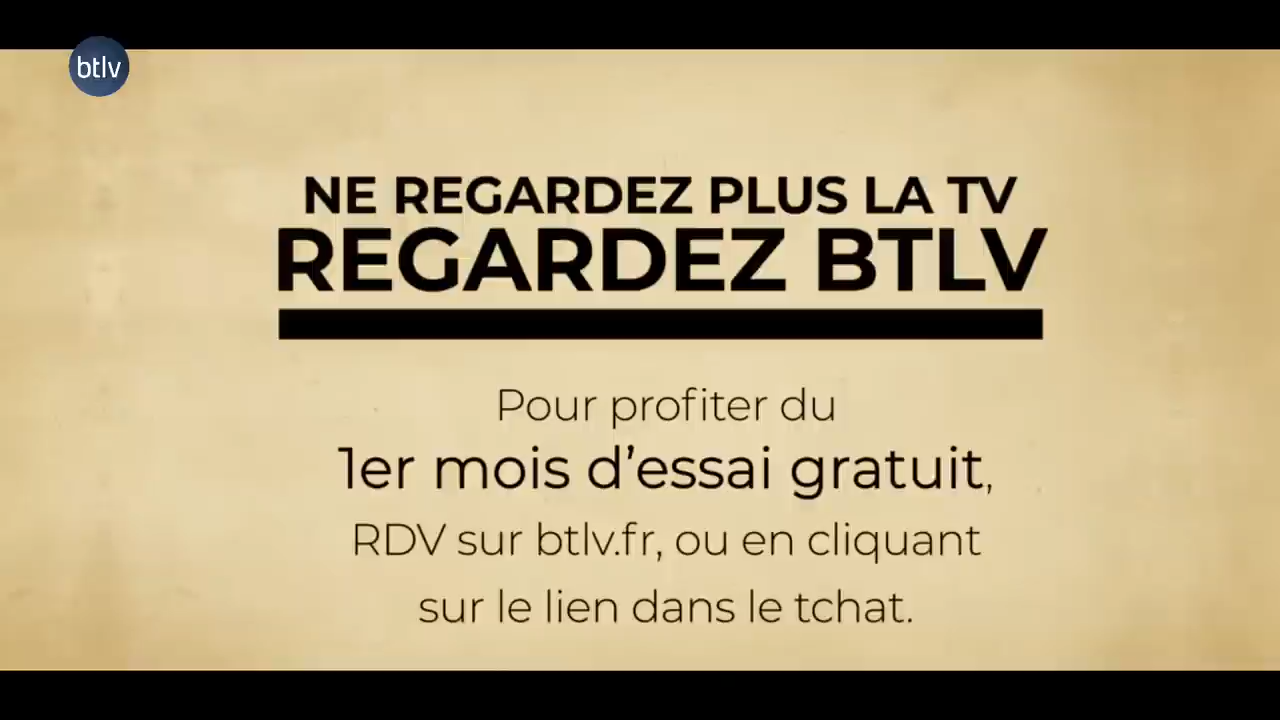 btlv
NE REGARDEZ PLUS LA TV
REGARDEZ BTLV
Pour profiter du
1er mois d’essai gratuit,
RDV sur btlv.fr, ou en cliquant
sur le lien dans le tchat.